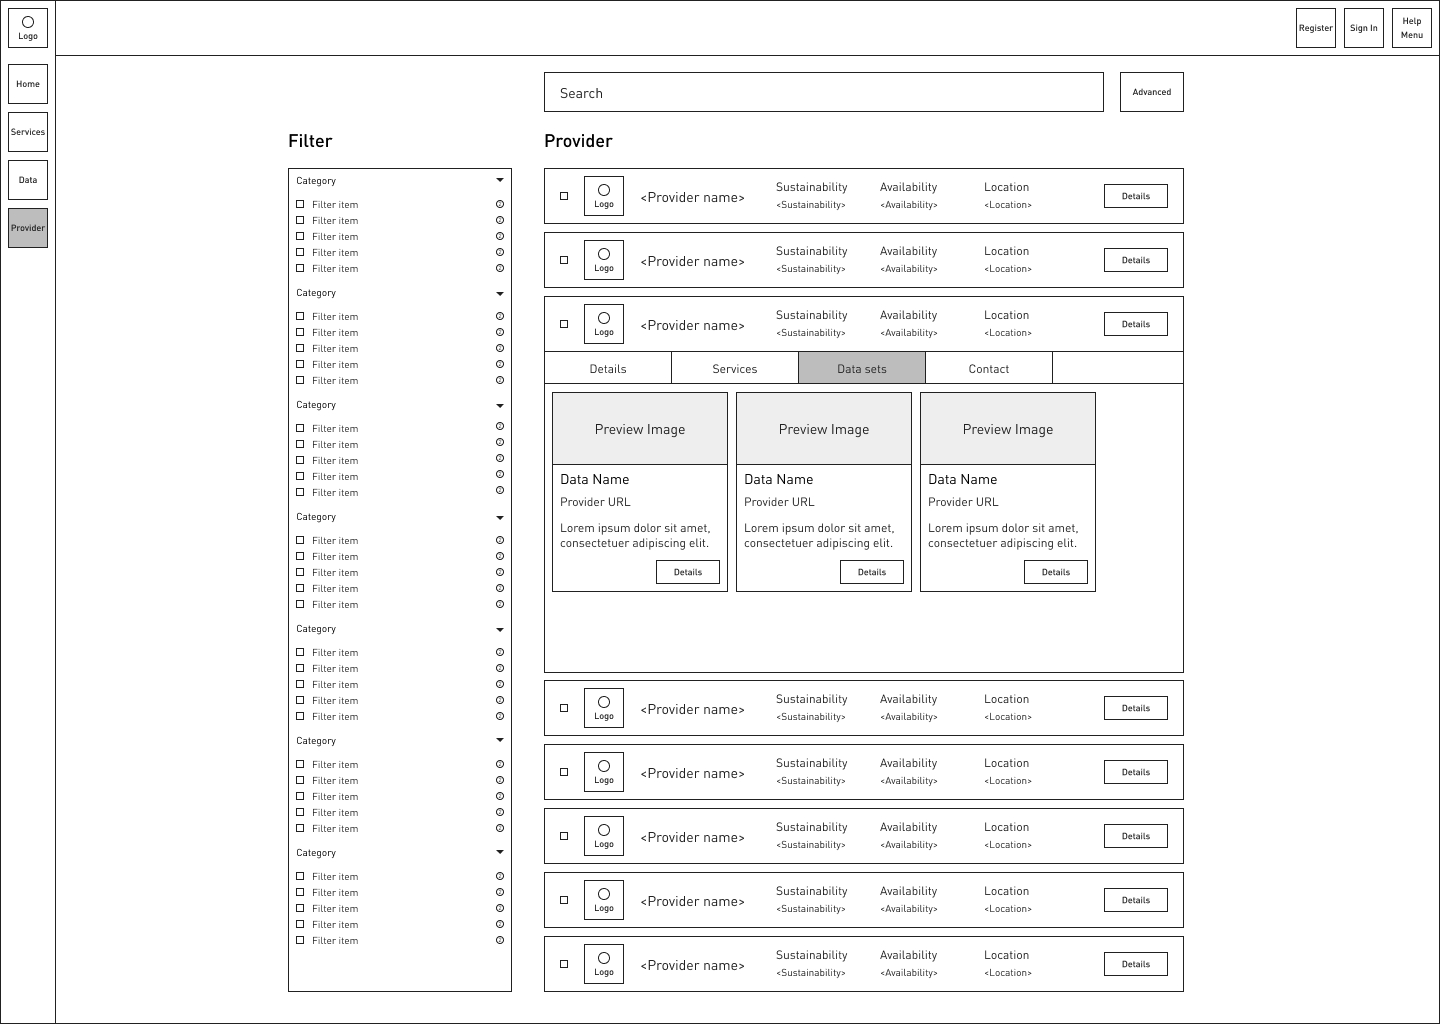 Logo
Register
Sign In
Help
Menu
Home
Services
Data
Provider
Search
Advanced
Filter
Category
Filter item
Filter item
Filter item
Filter item
Filter item
Category
Filter item
Filter item
Filter item
Filter item
Filter item
Category
Filter item
Filter item
Filter item
Filter item
Filter item
Category
Filter item
Filter item
Filter item
Filter item
Filter item
Category
Filter item
Filter item
Filter item
Filter item
Filter item
Category
Filter item
Filter item
Filter item
Filter item
Filter item
Category
Filter item
Filter item
Filter item
Filter item
Filter item
Provider
Logo
<Provider name>
Sustainability
<Sustainability>
Availability
<Availability>
Location
<Location>
Details
Logo
<Provider name>
Sustainability
<Sustainability>
Availability
<Availability>
Location
<Location>
Details
Logo
<Provider name>
Sustainability
<Sustainability>
Availability
<Availability>
Location
<Location>
Details
Details
Services
Data sets
Contact
Preview Image
Data Name
Provider URL
Lorem ipsum dolor sit amet,
consectetuer adipiscing elit.
Details
Preview Image
Data Name
Provider URL
Lorem ipsum dolor sit amet,
consectetuer adipiscing elit.
Details
Preview Image
Data Name
Provider URL
Lorem ipsum dolor sit amet,
consectetuer adipiscing elit.
Details
Logo
<Provider name>
Sustainability
<Sustainability>
Availability
<Availability>
Location
<Location>
Details
Logo
<Provider name>
Sustainability
<Sustainability>
Availability
<Availability>
Location
<Location>
Details
Logo
<Provider name>
Sustainability
<Sustainability>
Availability
<Availability>
Location
<Location>
Details
Logo
<Provider name>
Sustainability
<Sustainability>
Availability
<Availability>
Location
<Location>
Details
Logo
<Provider name>
Sustainability
<Sustainability>
Availability
<Availability>
Location
<Location>
Details